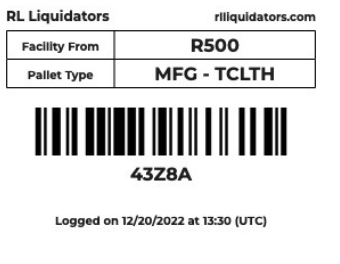 RL Liquidators rlliquidators.com
Facility From R500
Pallet Type MFG - TCLTH
43Z8A
Logged on 12/20/2022 at 13:30 (UTC)